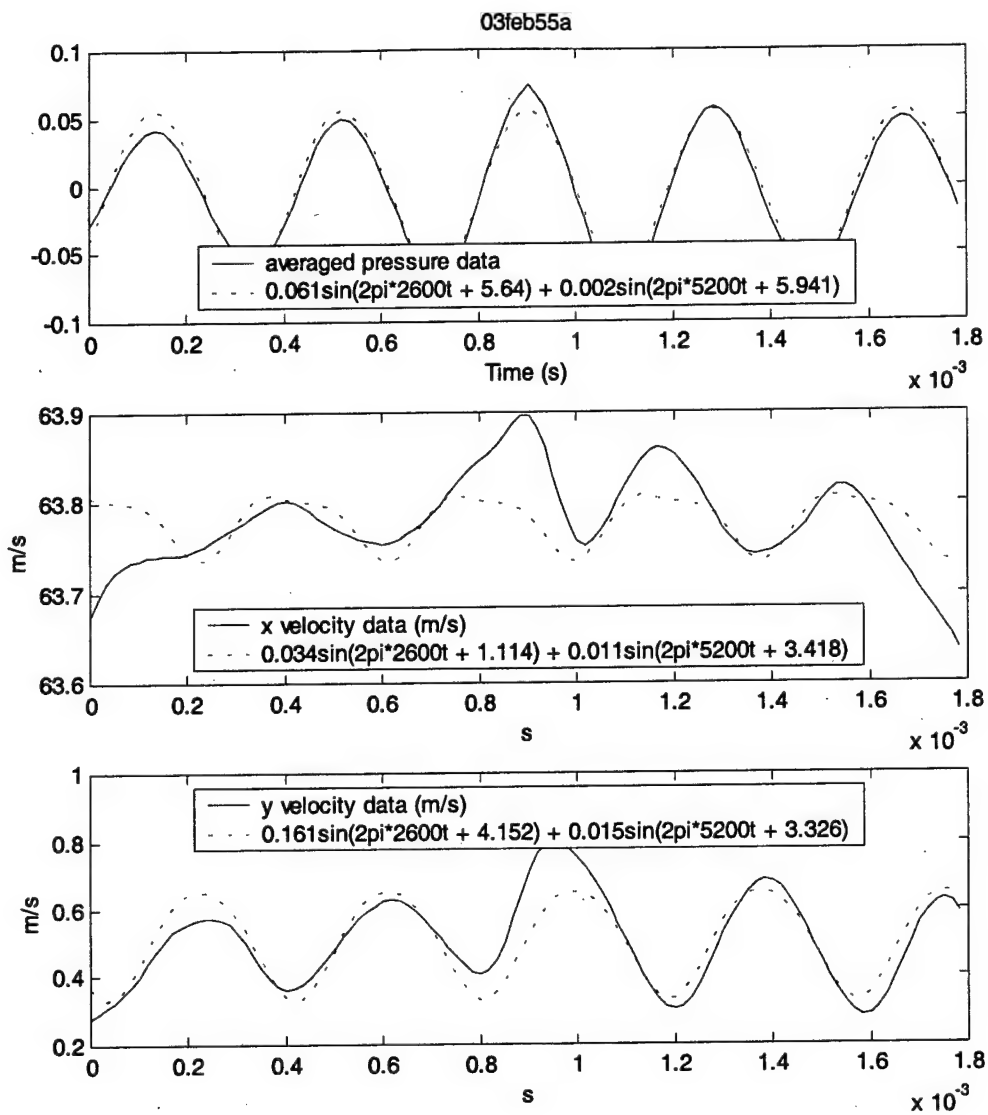 03feb55a
0.1
0.05
0
-0.05
-0.1
averaged pressure data
0.061sin(2pi*2600t + 5.64) + 0.002sin(2pi*5200t + 5.941)
0 0.2 0.4 0.6 0.8 1 1.2 1.4 1.6 1.8
Time (s)
x 10-3
63.9
63.8
63.7
63.6
m/s
x velocity data (m/s)
0.034sin(2pi*2600t + 1.114) + 0.011sin(2pi*5200t + 3.418)
0 0.2 0.4 0.6 0.8 1 1.2 1.4 1.6 1.8
s
x 10-3
1
0.8
0.6
0.4
0.2
m/s
y velocity data (m/s)
0.161sin(2pi*2600t + 4.152) + 0.015sin(2pi*5200t + 3.326)
0 0.2 0.4 0.6 0.8 1 1.2 1.4 1.6 1.8
s
x 10-3